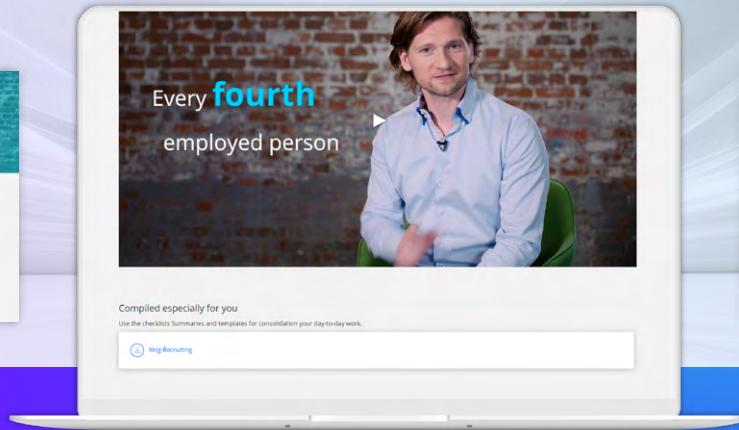 Every fourth
employed person
Compiled especially for you
Use the checklists Summaries and templates for consolidation your day-to-day work.
Xing-Recruiting